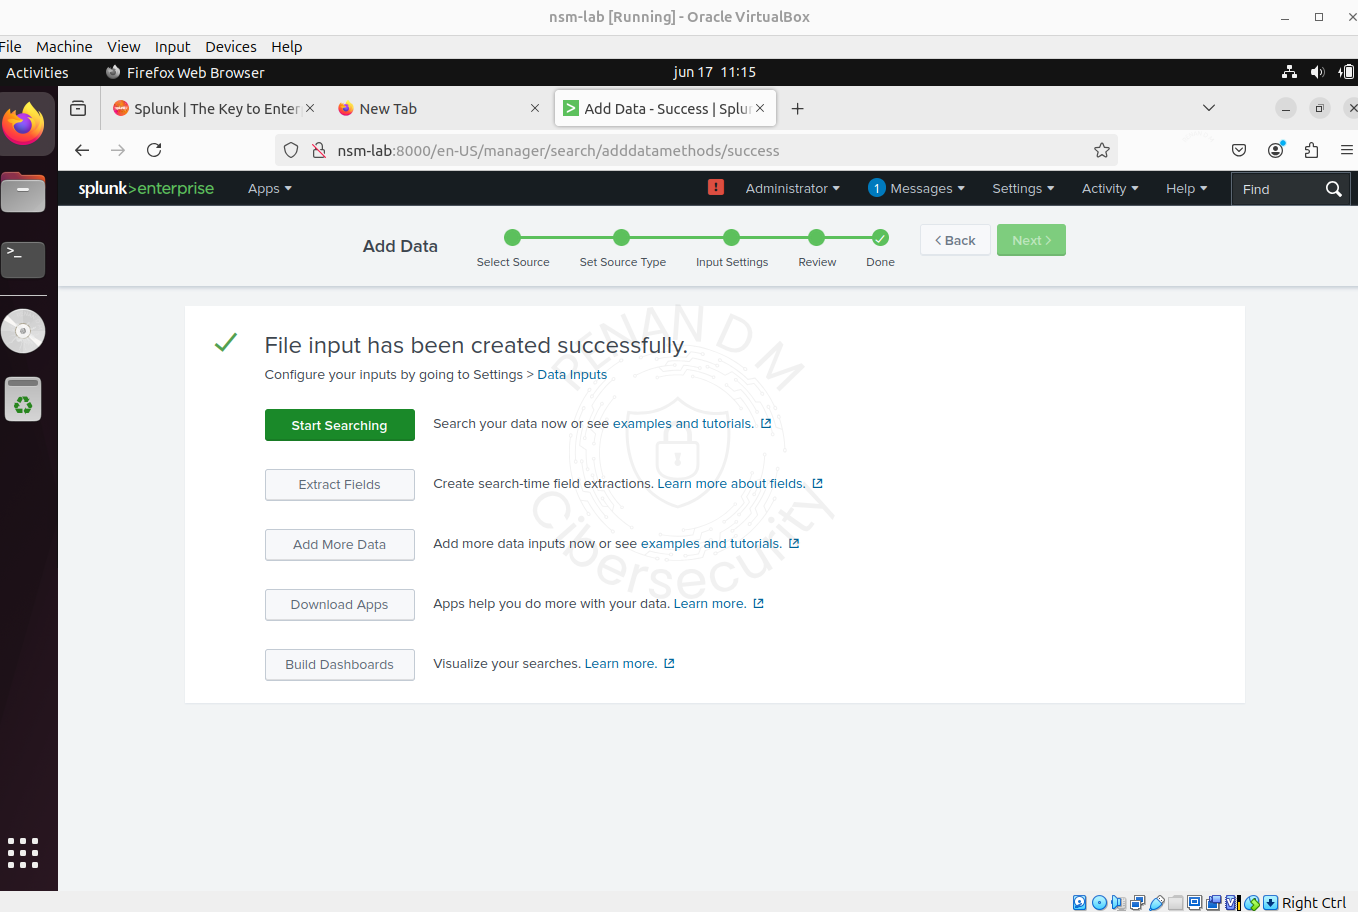 nsm-lab [Running] - Oracle VirtualBox
File Machine View Input Devices Help
Activities Firefox Web Browser jun 17 11:15
Splunk | The Key to Enter New Tab Add Data - Success | Splu
nsm-lab:8000/en-US/manager/search/adddatamethods/success
splunk>enterprise Apps Administrator 1 Messages Settings Activity Help Find
Add Data
Select Source Set Source Type Input Settings Review Done
< Back Next >
File input has been created successfully.
Configure your inputs by going to Settings > Data Inputs
Start Searching Search your data now or see examples and tutorials.
Extract Fields Create search-time field extractions. Learn more about fields.
Add More Data Add more data inputs now or see examples and tutorials.
Download Apps Apps help you do more with your data. Learn more.
Build Dashboards Visualize your searches. Learn more.
RENAN D M
Cibersecurity
Right Ctrl